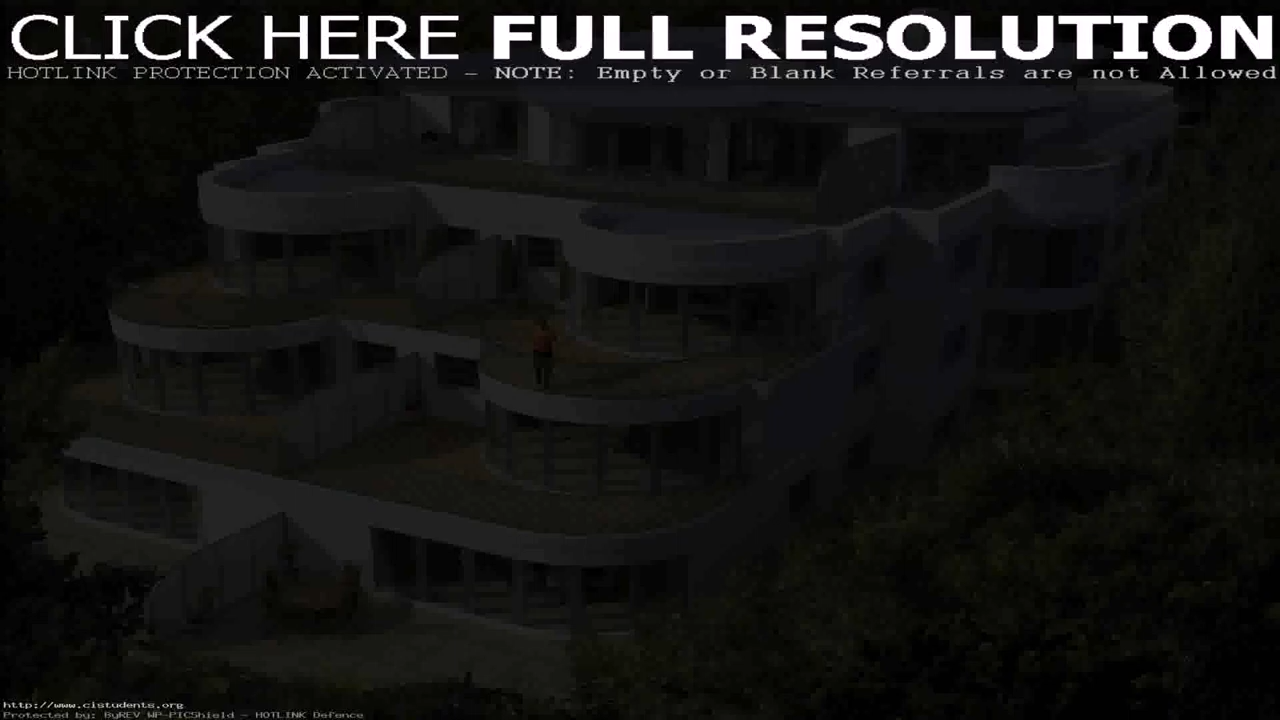 CLICK HERE FULL RESOLUTION
HOTLINK PROTECTION ACTIVATED - NOTE: Empty or Blank Referrals are not Allowed
http://www.cistudents.org
Protected by: ByREV WP-PICShield - HOTLINK Defence